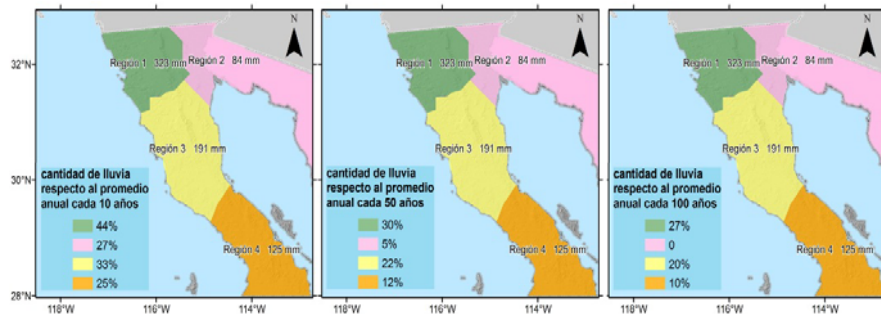 N
32°N
30°N
28°N
Región 1 323 mm
Región 2 84 mm
Región 3 191 mm
Región 4 125 mm
cantidad de lluvia
respecto al promedio
anual cada 10 años
44%
27%
33%
25%
118°W 116°W 114°W
N
Región 1 323 mm
Región 2 84 mm
Región 3 191 mm
Región 4 125 mm
cantidad de lluvia
respecto al promedio
anual cada 50 años
30%
5%
22%
12%
118°W 116°W 114°W
N
Región 1 323 mm
Región 2 84 mm
Región 3 191 mm
Región 4 125 mm
cantidad de lluvia
respecto al promedio
anual cada 100 años
27%
0
20%
10%
118°W 116°W 114°W